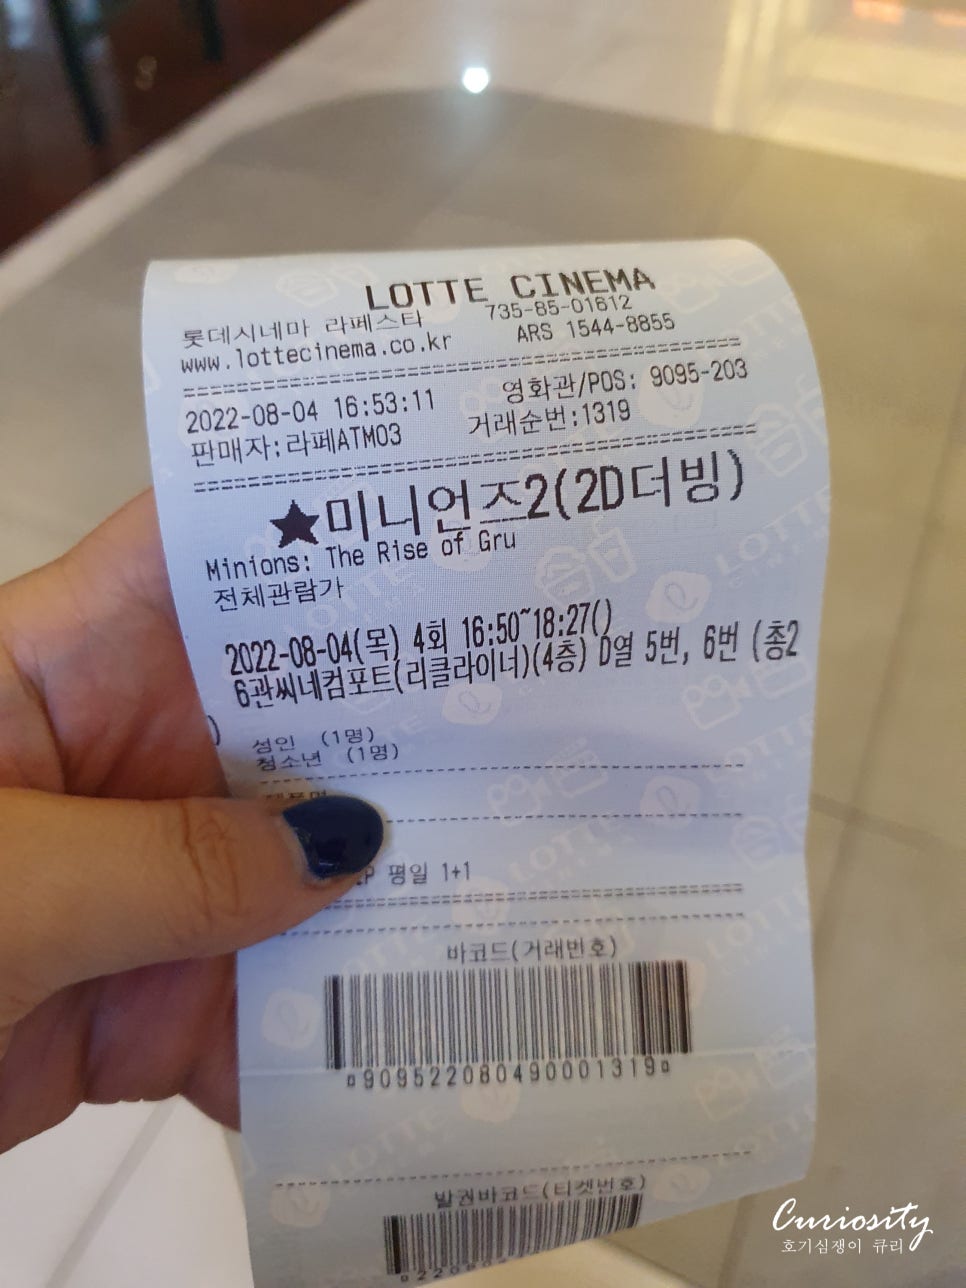 LOTTE CINEMA
롯데시네마 라페스타 735-85-01612
www.lottecinema.co.kr ARS 1544-8855
2022-08-04 16:53:11 영화관/POS: 9095-203
판매자:라페ATM03 거래순번:1319
★미니언즈2(2D더빙)
Minions: The Rise of Gru
전체관람가
2022-08-04(목) 4회 16:50~18:27()
6관씨네컴포트(리클라이너)(4층) D열 5번, 6번 (총2
)
성인 (1명)
청소년 (1명)
평일 1+1
바코드(거래번호)
909522080490001319
발권바코드(티켓번호)
Curiosity
호기심쟁이 큐리